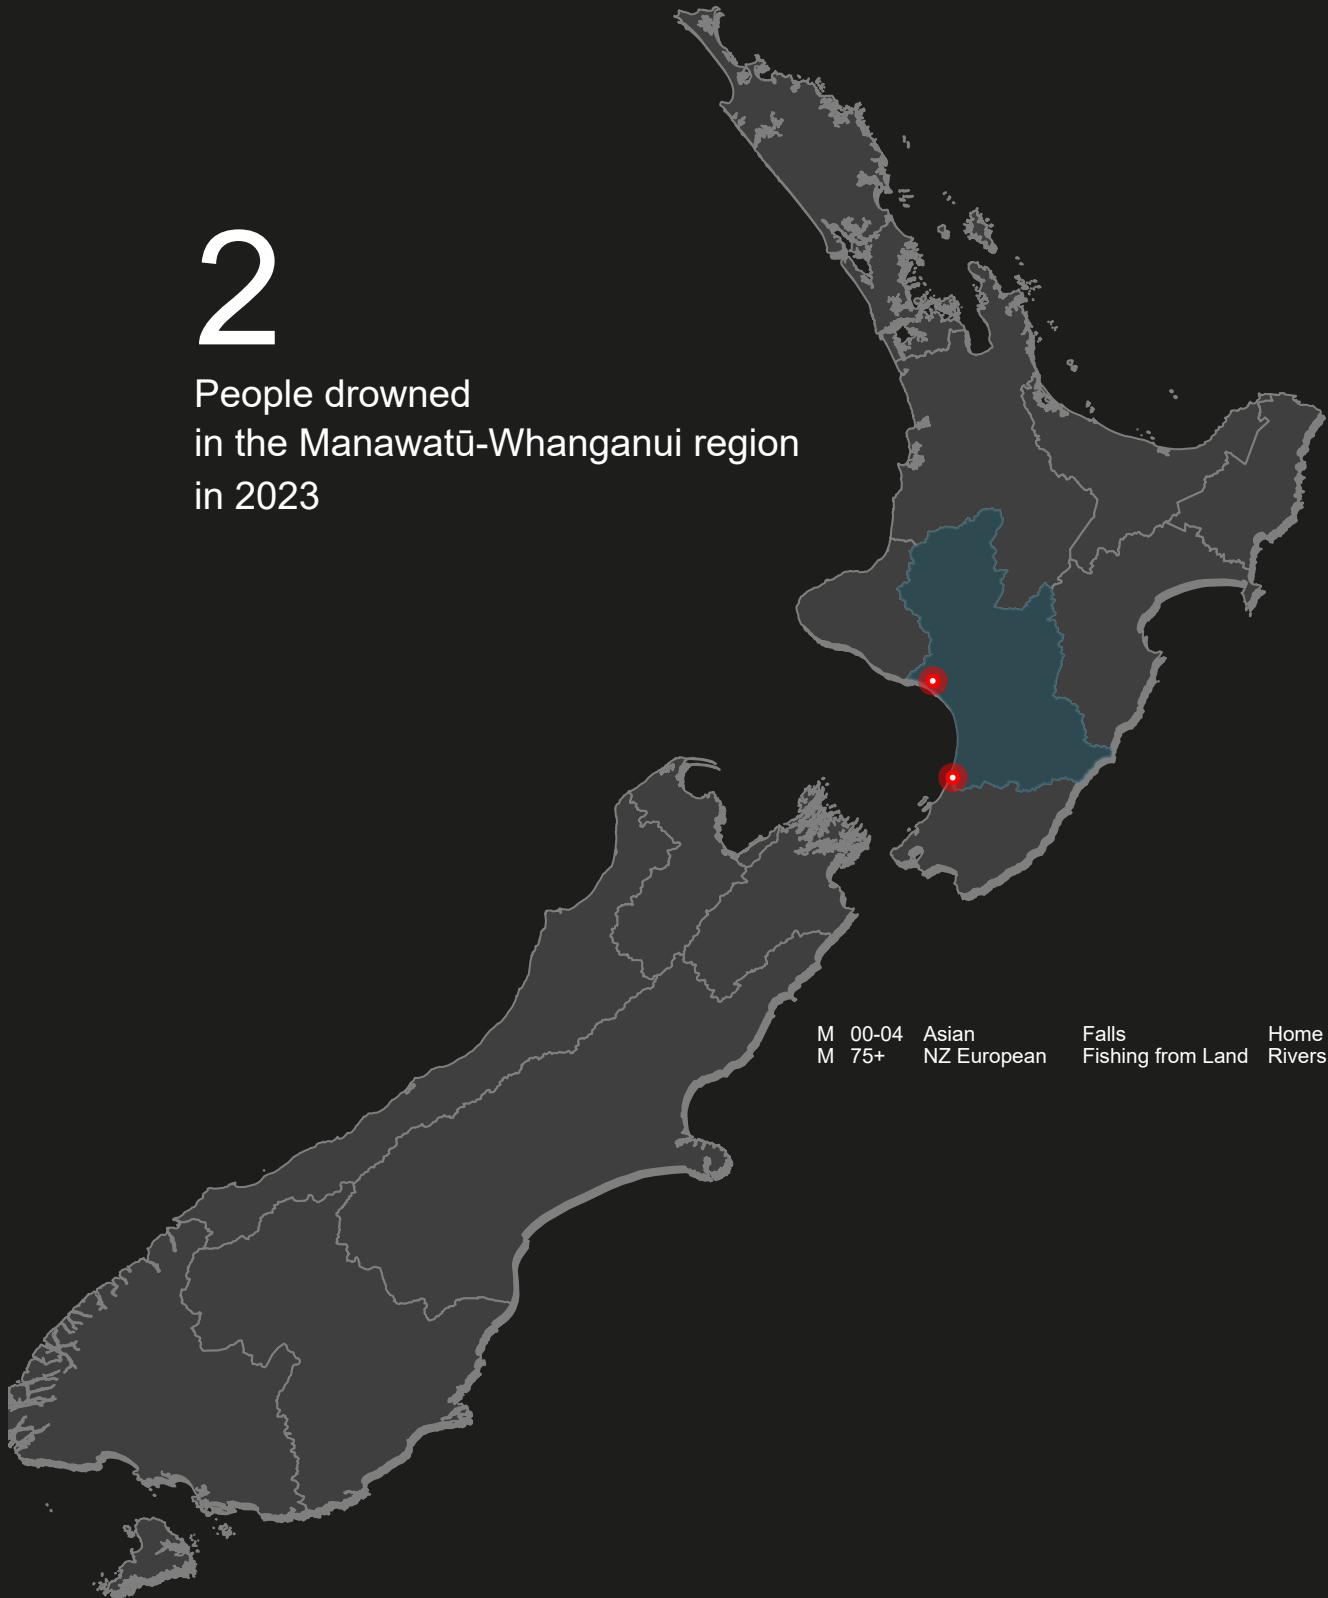 2
People drowned
in the Manawatū-Whanganui region
in 2023
M 00-04 Asian Falls Home
M 75+ NZ European Fishing from Land Rivers